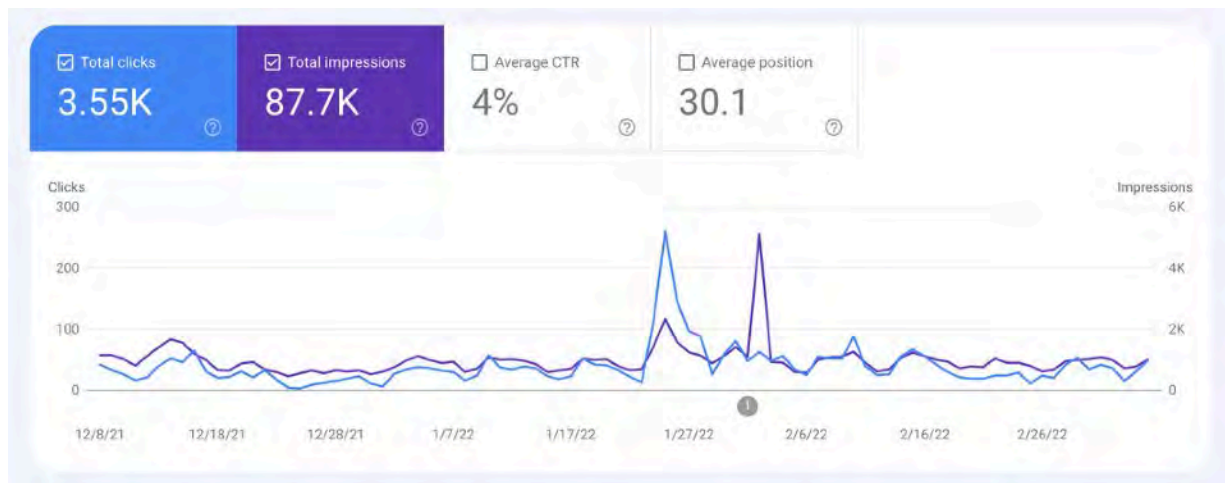 Total clicks
3.55K
Total impressions
87.7K
Average CTR
4%
Average position
30.1
Clicks
Impressions
300
6K
200
4K
100
2K
0
0
1
12/8/21
12/18/21
12/28/21
1/7/22
1/17/22
1/27/22
2/6/22
2/16/22
2/26/22